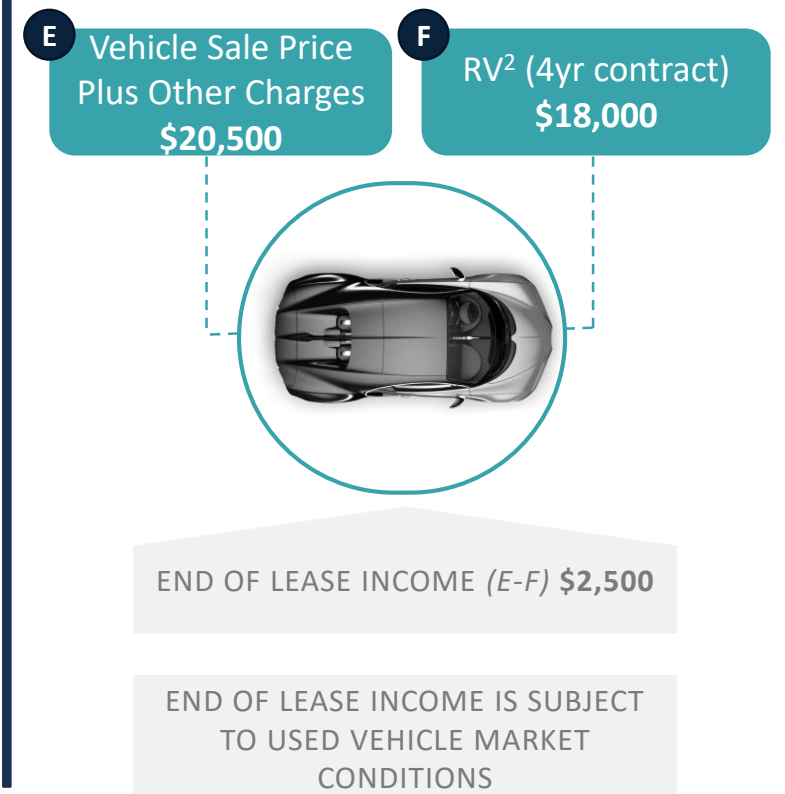 E
Vehicle Sale Price
Plus Other Charges
$20,500
F
RV² (4yr contract)
$18,000
END OF LEASE INCOME (E-F) $2,500
END OF LEASE INCOME IS SUBJECT
TO USED VEHICLE MARKET
CONDITIONS